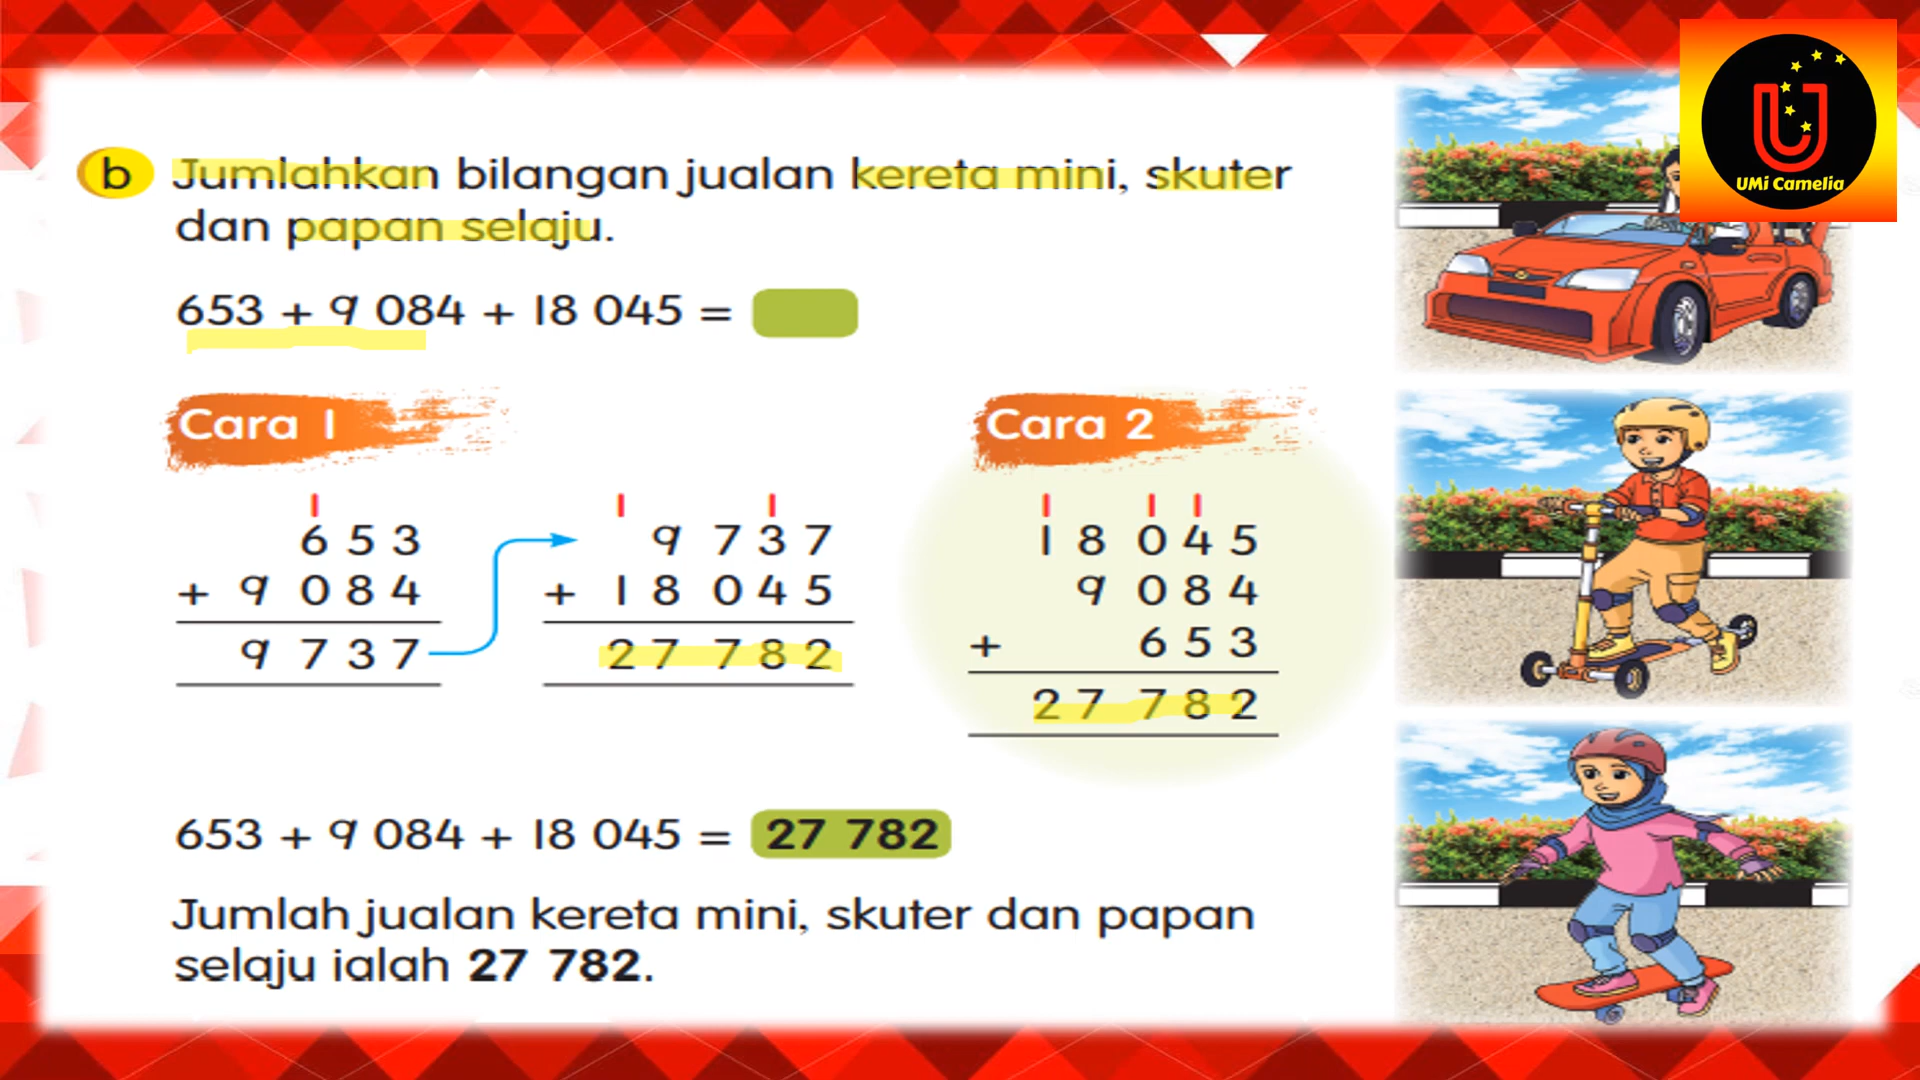 b Jumlahkan bilangan jualan kereta mini, skuter
dan papan selaju.
653 + 9 084 + 18 045 =
Cara 1
1
6 5 3
+ 9 0 8 4
9 7 3 7
1 1
9 7 3 7
+ 1 8 0 4 5
2 7 7 8 2
Cara 2
1 1 1
1 8 0 4 5
9 0 8 4
+ 6 5 3
2 7 7 8 2
653 + 9 084 + 18 045 = 27 782
Jumlah jualan kereta mini, skuter dan papan
selaju ialah 27 782.
U
UMi Camelia